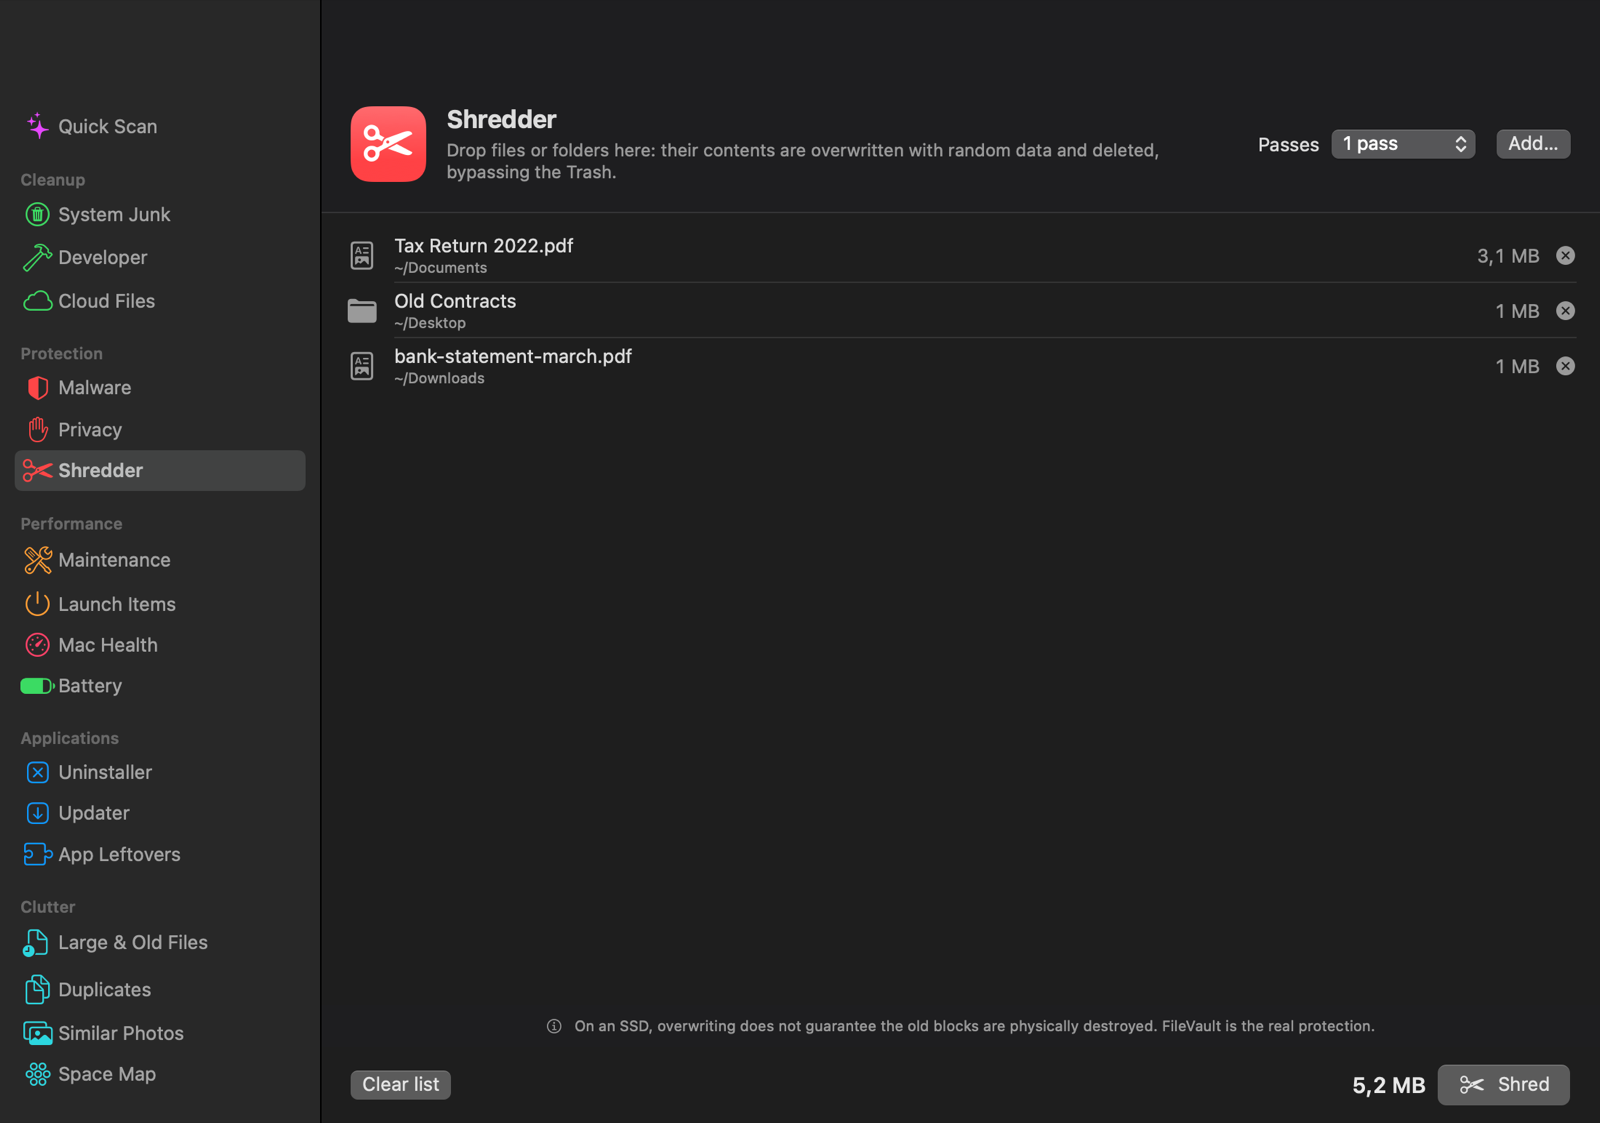 Quick Scan
Cleanup
System Junk
Developer
Cloud Files
Protection
Malware
Privacy
Shredder
Performance
Maintenance
Launch Items
Mac Health
Battery
Applications
Uninstaller
Updater
App Leftovers
Clutter
Large & Old Files
Duplicates
Similar Photos
Space Map
Shredder
Drop files or folders here: their contents are overwritten with random data and deleted,
bypassing the Trash.
Passes 1 pass Add...
Tax Return 2022.pdf
~/Documents
3,1 MB
Old Contracts
~/Desktop
1 MB
bank-statement-march.pdf
~/Downloads
1 MB
On an SSD, overwriting does not guarantee the old blocks are physically destroyed. FileVault is the real protection.
Clear list
5,2 MB
Shred